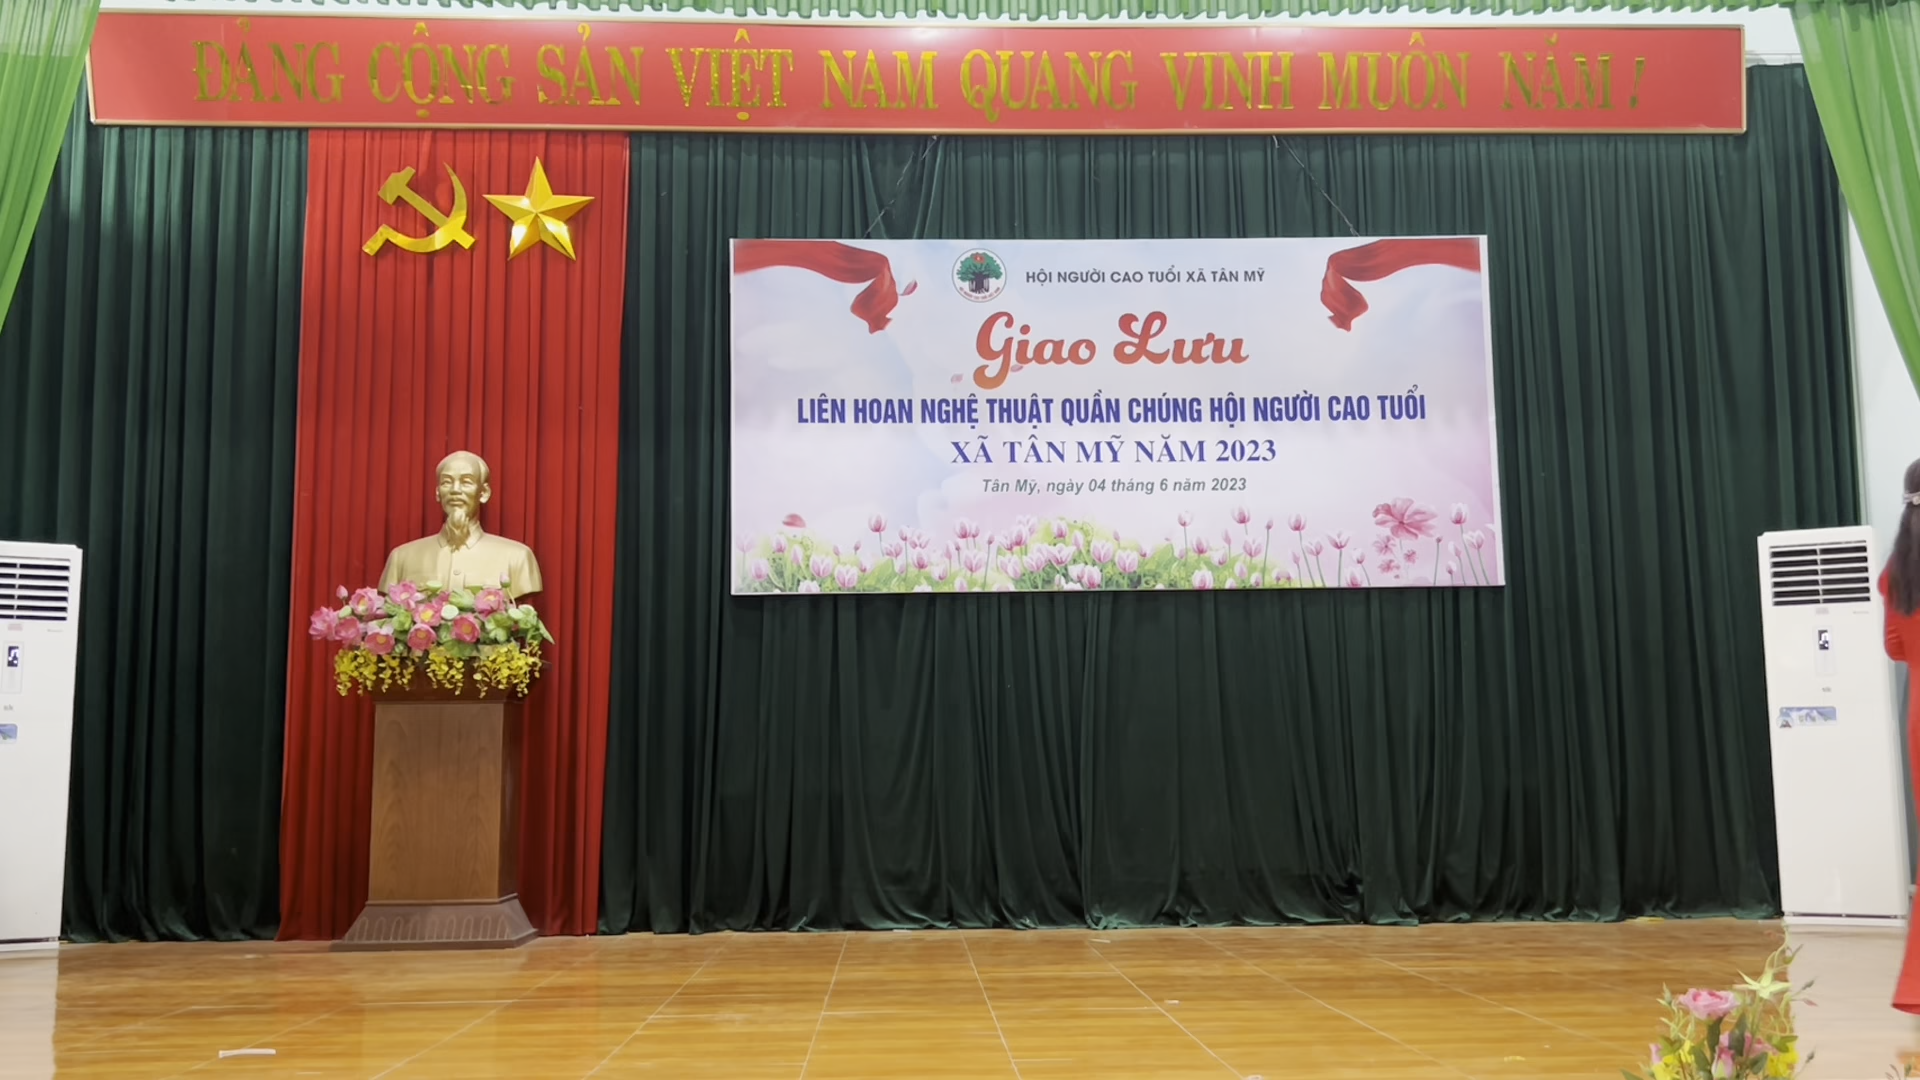 ĐẢNG CỘNG SẢN VIỆT NAM QUANG VINH MUÔN NĂM !
HỘI NGƯỜI CAO TUỔI XÃ TÂN MỸ
Giao Lưu
LIÊN HOAN NGHỆ THUẬT QUẦN CHÚNG HỘI NGƯỜI CAO TUỔI
XÃ TÂN MỸ NĂM 2023
Tân Mỹ, ngày 04 tháng 6 năm 2023